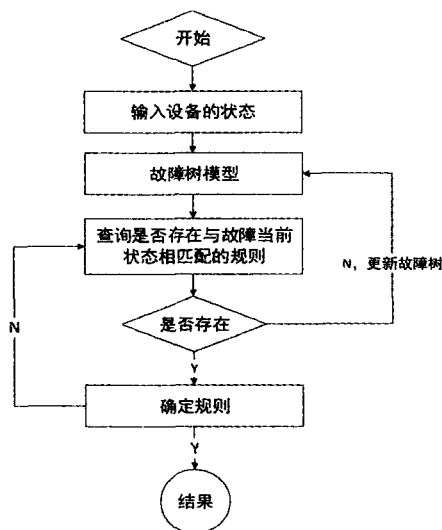 开始
输入设备的状态
故障树模型
查询是否存在与故障当前
状态相匹配的规则
N，更新故障树
是否存在
N
Y
确定规则
Y
结果